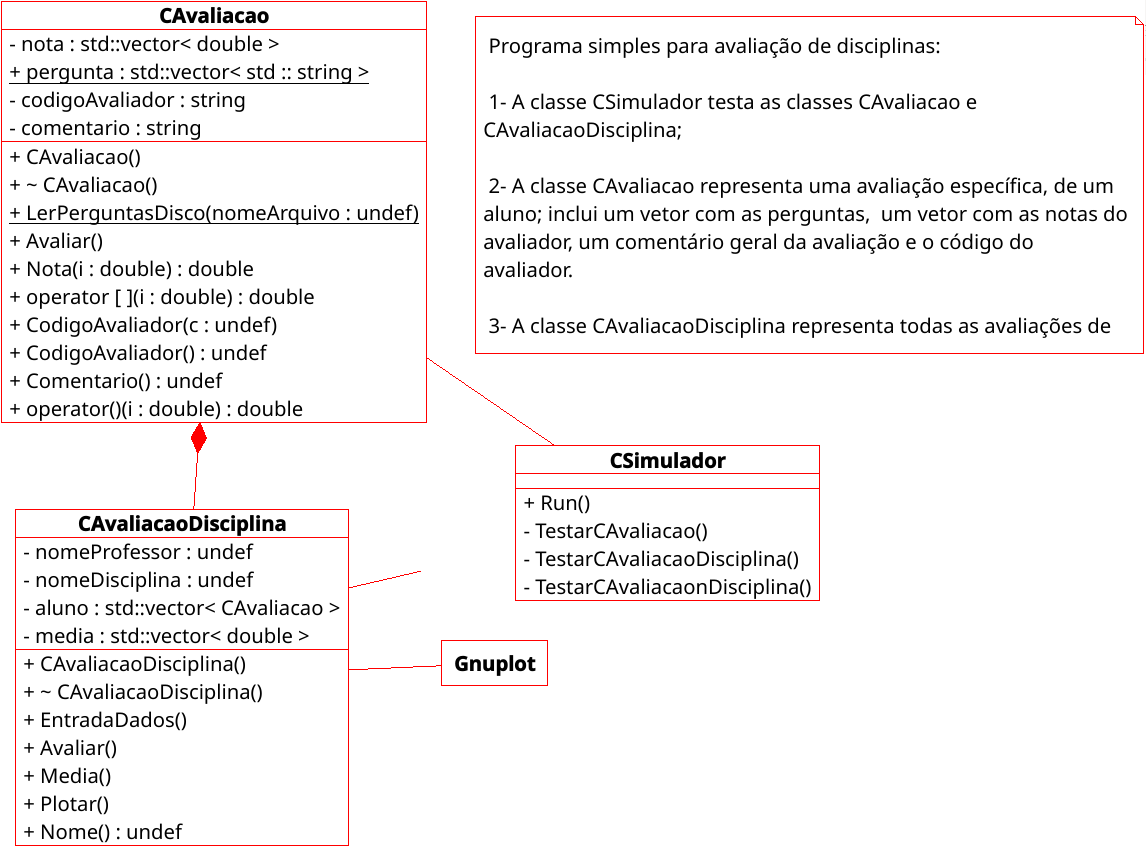 CAvaliacao
- nota : std::vector< double >
+ pergunta : std::vector< std :: string >
- codigoAvaliador : string
- comentario : string
+ CAvaliacao()
+ ~ CAvaliacao()
+ LerPerguntasDisco(nomeArquivo : undef)
+ Avaliar()
+ Nota(i : double) : double
+ operator [ ](i : double) : double
+ CodigoAvaliador(c : undef)
+ CodigoAvaliador() : undef
+ Comentario() : undef
+ operator()(i : double) : double
Programa simples para avaliação de disciplinas:
1- A classe CSimulador testa as classes CAvaliacao e
CAvaliacaoDisciplina;
2- A classe CAvaliacao representa uma avaliação específica, de um
aluno; inclui um vetor com as perguntas,  um vetor com as notas do
avaliador, um comentário geral da avaliação e o código do
avaliador.
3- A classe CAvaliacaoDisciplina representa todas as avaliações de
CSimulador
+ Run()
- TestarCAvaliacao()
- TestarCAvaliacaoDisciplina()
- TestarCAvaliacaonDisciplina()
CAvaliacaoDisciplina
- nomeProfessor : undef
- nomeDisciplina : undef
- aluno : std::vector< CAvaliacao >
- media : std::vector< double >
+ CAvaliacaoDisciplina()
+ ~ CAvaliacaoDisciplina()
+ EntradaDados()
+ Avaliar()
+ Media()
+ Plotar()
+ Nome() : undef
Gnuplot